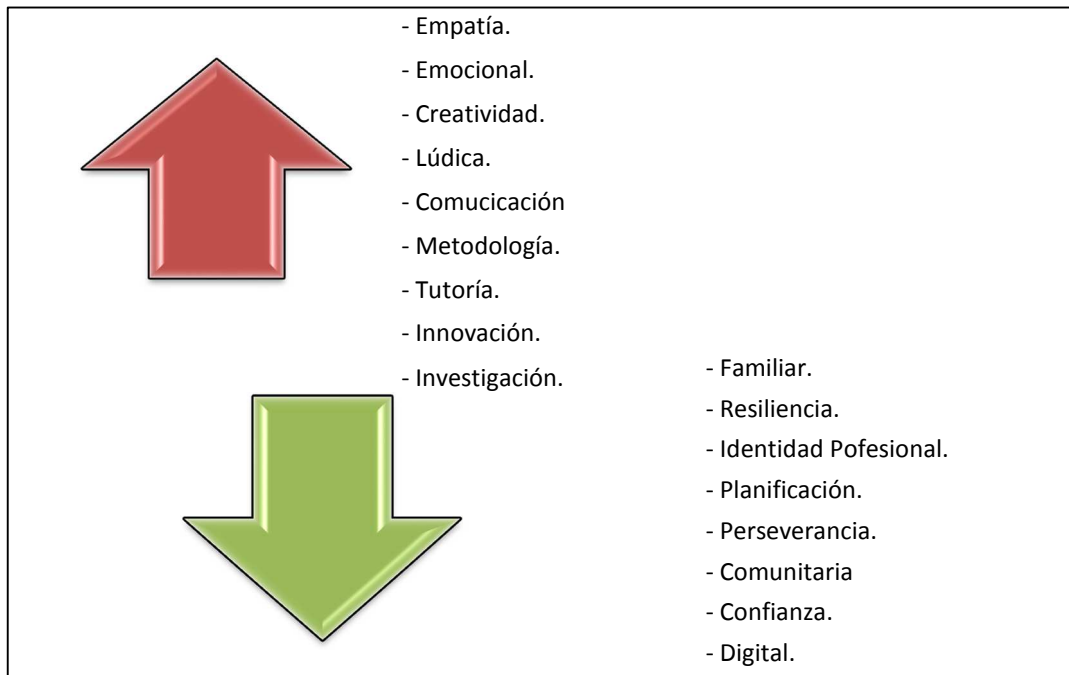 - Empatía.
- Emocional.
- Creatividad.
- Lúdica.
- Comucicación
- Metodología.
- Tutoría.
- Innovación.
- Investigación.
- Familiar.
- Resiliencia.
- Identidad Pofesional.
- Planificación.
- Perseverancia.
- Comunitaria
- Confianza.
- Digital.